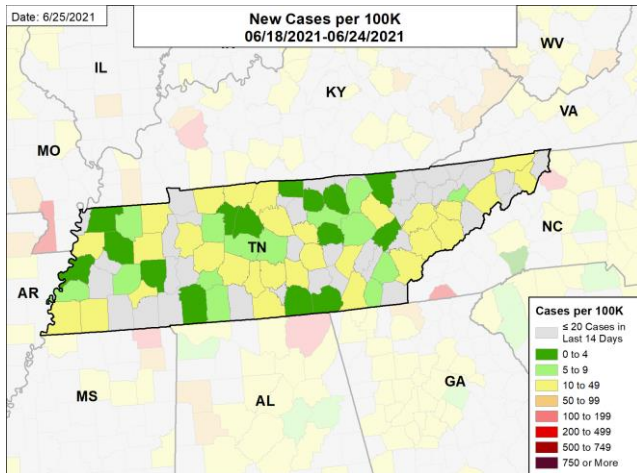 Date: 6/25/2021
New Cases per 100K
06/18/2021-06/24/2021
IL
WV
KY
VA
MO
TN
NC
AR
MS
AL
GA
Cases per 100K
≤ 20 Cases in
Last 14 Days
0 to 4
5 to 9
10 to 49
50 to 99
100 to 199
200 to 499
500 to 749
750 or More